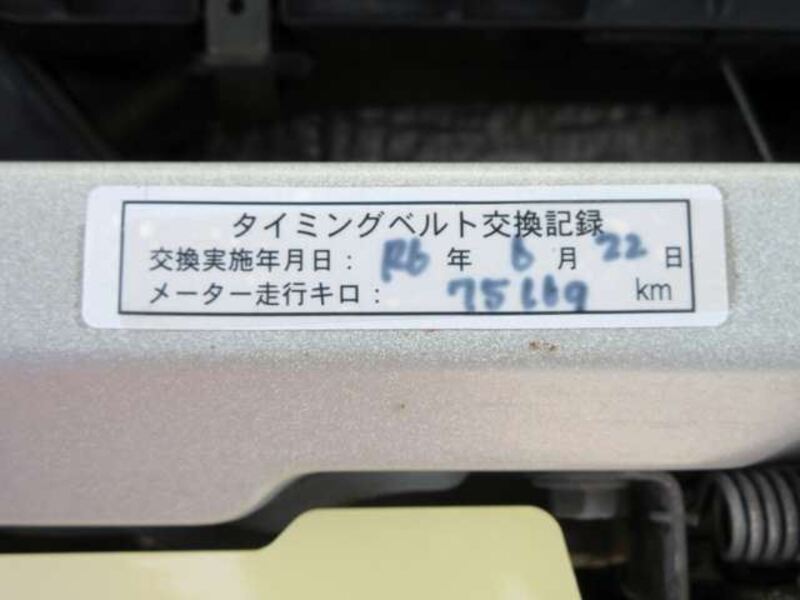 タイミングベルト交換記録
交換実施年月日： R6 年 6 月 22 日
メーター走行キロ： 75669 km